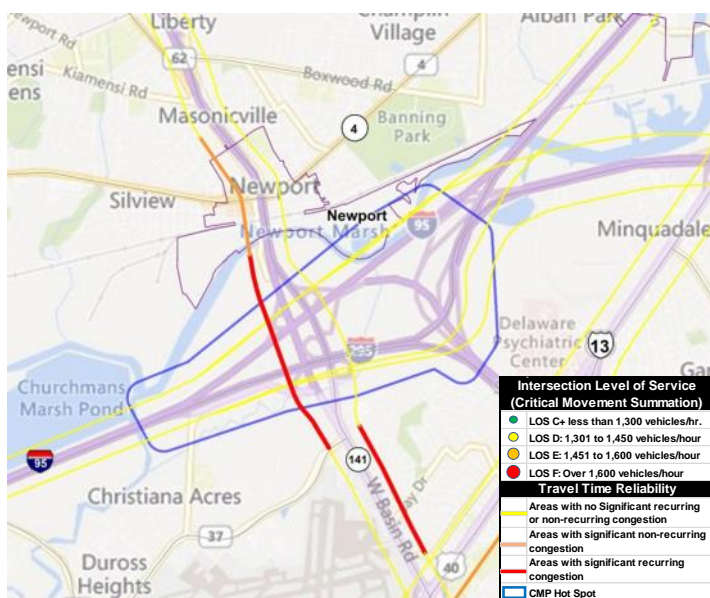 Liberty
Champlin
Village
Alban Park
Newport Rd
62
4
ensi
ens
Kiamensi Rd
Boxwood Rd
Masonicville
4
Banning
Park
Newport
Silview
Newport
Newport Marsh
95
Minquadale
295
Delaware
Psychiatric
Center
13
Churchmans
Marsh Pond
95
141
Christiana Acres
W Basin Rd
ay Dr
37
Duross
Heights
40
Gar
Intersection Level of Service
(Critical Movement Summation)
LOS C+ less than 1,300 vehicles/hr.
LOS D: 1,301 to 1,450 vehicles/hour
LOS E: 1,451 to 1,600 vehicles/hour
LOS F: Over 1,600 vehicles/hour
Travel Time Reliability
Areas with no Significant recurring
or non-recurring congestion
Areas with significant non-recurring
congestion
Areas with significant recurring
congestion
CMP Hot Spot